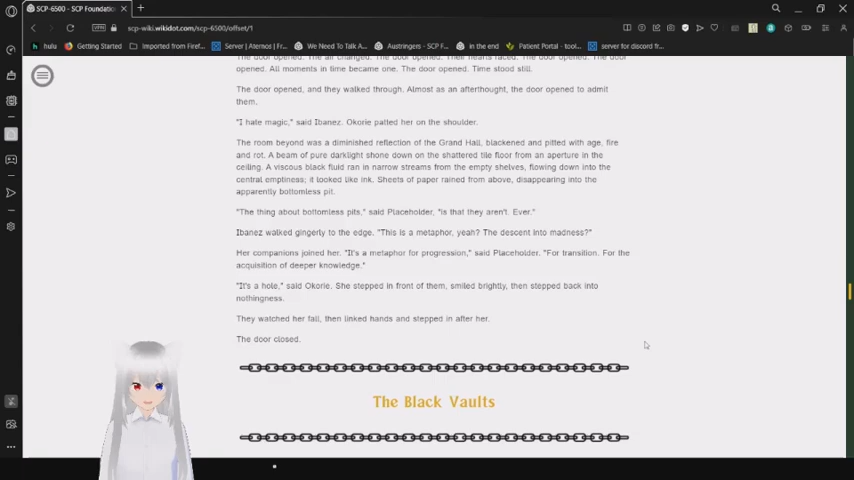 SCP-6500 - SCP Foundation
scp-wiki.wikidot.com/scp-6500/offset/1
VPN
hulu
Getting Started
Imported from Firef...
Server | Aternos | Fr...
We Need To Talk A...
Austringers - SCP F...
in the end
Patient Portal - tool...
server for discord fr...
The door opened. The air changed. The door opened. Their hearts raced. The door opened. The door
opened. All moments in time became one. The door opened. Time stood still.
The door opened, and they walked through. Almost as an afterthought, the door opened to admit
them.
"I hate magic," said Ibanez. Okorie patted her on the shoulder.
The room beyond was a diminished reflection of the Grand Hall, blackened and pitted with age, fire
and rot. A beam of pure darklight shone down on the shattered tile floor from an aperture in the
ceiling. A viscous black fluid ran in narrow streams from the empty shelves, flowing down into the
central emptiness; it looked like ink. Sheets of paper rained from above, disappearing into the
apparently bottomless pit.
"The thing about bottomless pits," said Placeholder, "is that they aren't. Ever."
Ibanez walked gingerly to the edge. "This is a metaphor, yeah? The descent into madness?"
Her companions joined her. "It's a metaphor for progression," said Placeholder. "For transition. For the
acquisition of deeper knowledge."
"It's a hole," said Okorie. She stepped in front of them, smiled brightly, then stepped back into
nothingness.
They watched her fall, then linked hands and stepped in after her.
The door closed.
The Black Vaults